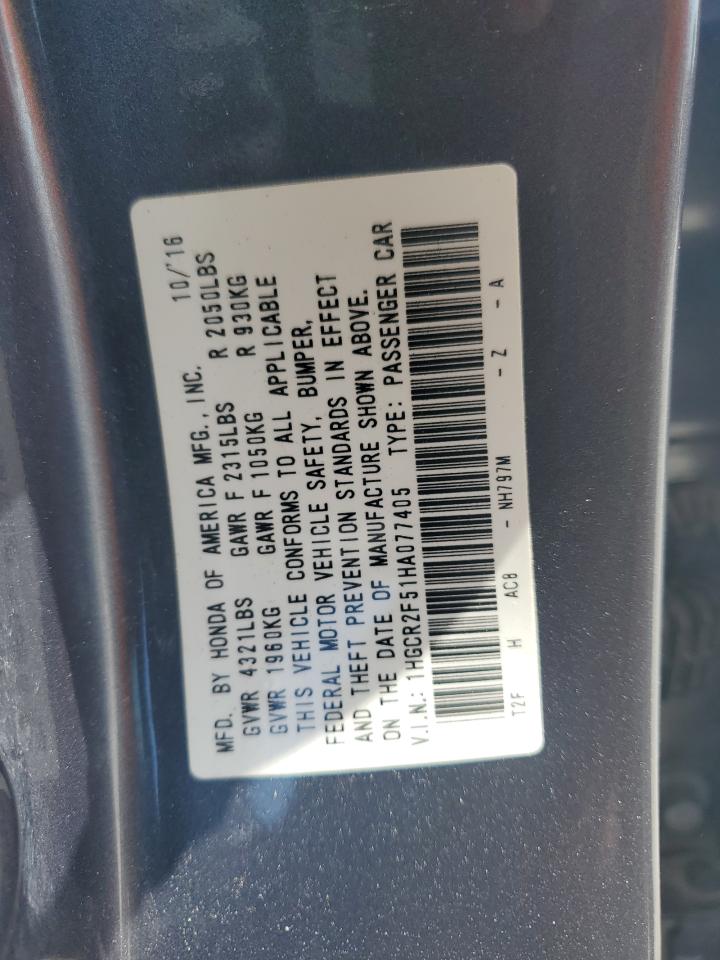 MFD. BY HONDA OF AMERICA MFG., INC. 10/'16
GVWR 4321LBS GAWR F 2315LBS R 2050LBS
GVWR 1960KG GAWR F 1050KG R 930KG
THIS VEHICLE CONFORMS TO ALL APPLICABLE
FEDERAL MOTOR VEHICLE SAFETY, BUMPER,
AND THEFT PREVENTION STANDARDS IN EFFECT
ON THE DATE OF MANUFACTURE SHOWN ABOVE.
V.I.N.: 1HGCR2F51HA077405 TYPE: PASSENGER CAR
T2F H AC8 - NH797M - Z - A